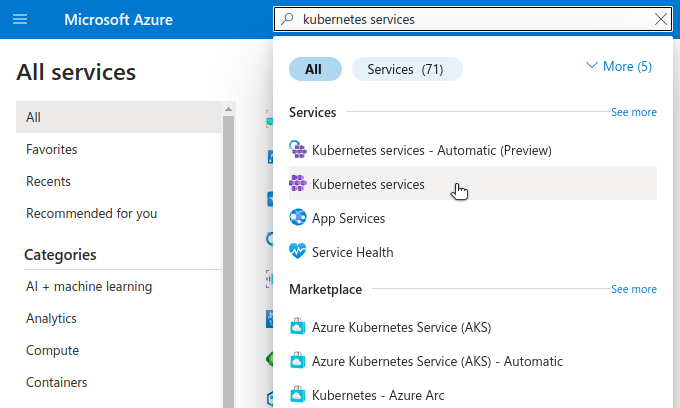 Microsoft Azure
kubernetes services
All services
All
Favorites
Recents
Recommended for you
Categories
AI + machine learning
Analytics
Compute
Containers
All
Services (71)
More (5)
Services
See more
Kubernetes services - Automatic (Preview)
Kubernetes services
App Services
Service Health
Marketplace
See more
Azure Kubernetes Service (AKS)
Azure Kubernetes Service (AKS) - Automatic
Kubernetes - Azure Arc